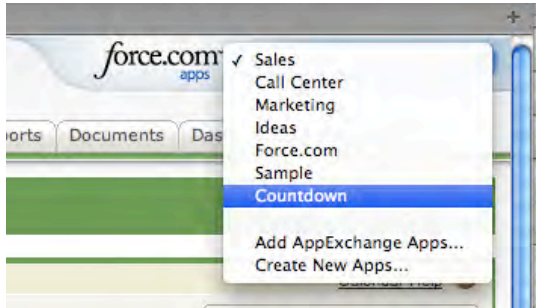 force.com
apps
✓ Sales
Call Center
Marketing
Ideas
Force.com
Sample
Countdown
Add AppExchange Apps...
Create New Apps...
orts Documents Das